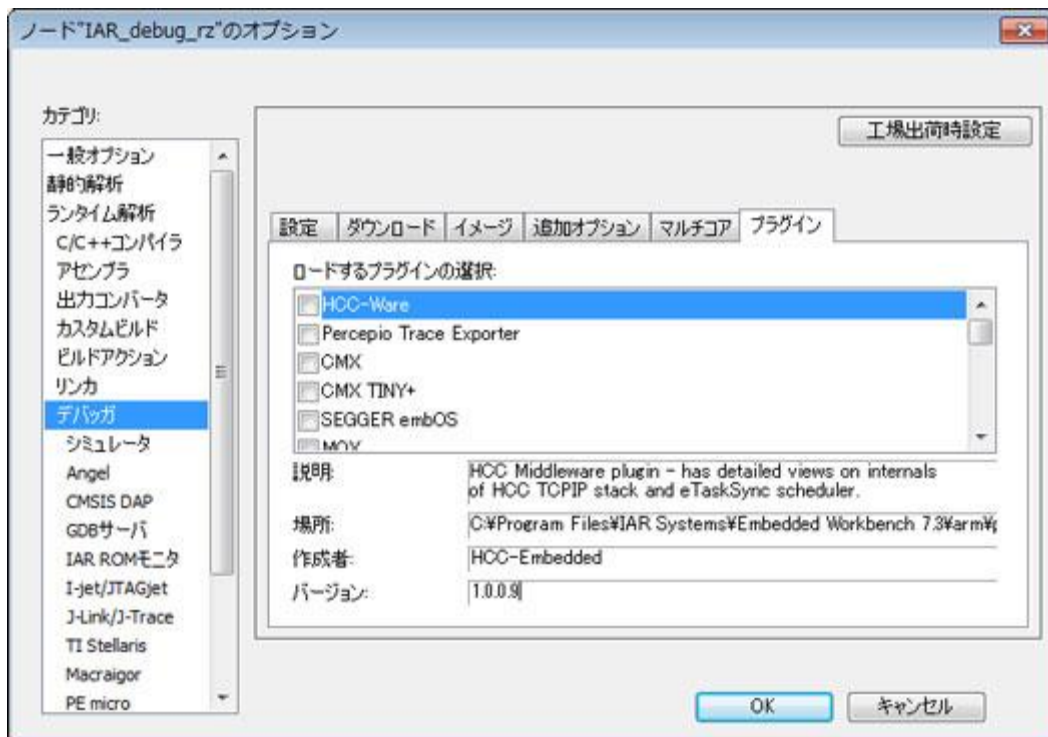 ノード"IAR_debug_rz"のオプション
カテゴリ:
一般オプション
静的解析
ランタイム解析
C/C++コンパイラ
アセンブラ
出力コンバータ
カスタムビルド
ビルドアクション
リンカ
デバッガ
シミュレータ
Angel
CMSIS DAP
GDBサーバ
IAR ROMモニタ
I-jet/JTAGjet
J-Link/J-Trace
TI Stellaris
Macraigor
PE micro
工場出荷時設定
設定 ダウンロード イメージ 追加オプション マルチコア プラグイン
ロードするプラグインの選択:
HCC-Ware
Percepio Trace Exporter
CMX
CMX TINY+
SEGGER embOS
説明: HCC Middleware plugin - has detailed views on internals
of HCC TCPIP stack and eTaskSync scheduler.
場所: C:¥Program Files¥IAR Systems¥Embedded Workbench 7.3¥arm¥p
作成者: HCC-Embedded
バージョン: 1.0.0.9
OK キャンセル